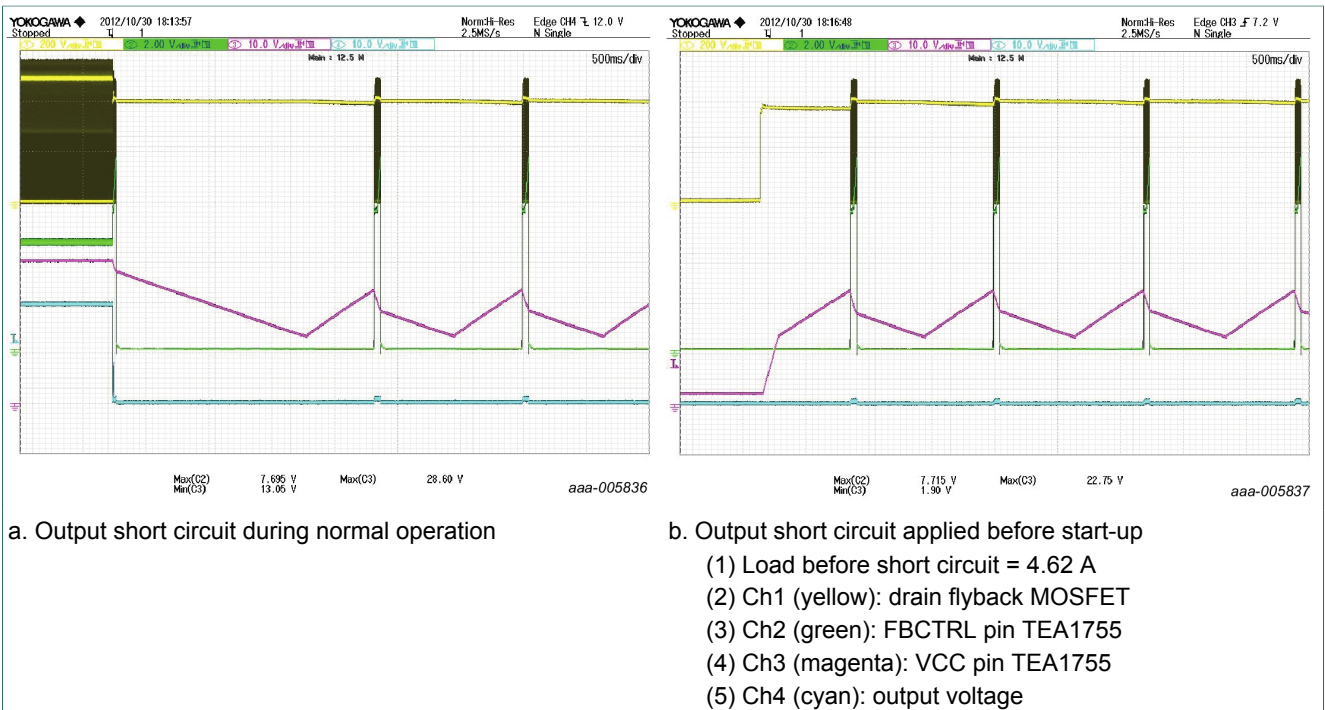 YOKOGAWA ◆ 2012/10/30 18:13:57 Norm:Hi-Res Edge CH4 12.0 V
Stopped 1 2.5MS/s N Single
200 V/div 2.00 V/div 10.0 V/div 10.0 V/div
Main : 12.5 M 500ms/div
Max(C2) 7.695 V Max(C3) 28.60 V
Min(C3) 13.05 V
aaa-005836
a. Output short circuit during normal operation
YOKOGAWA ◆ 2012/10/30 18:16:48 Norm:Hi-Res Edge CH3 7.2 V
Stopped 1 2.5MS/s N Single
200 V/div 2.00 V/div 10.0 V/div 10.0 V/div
Main : 12.5 M 500ms/div
Max(C2) 7.715 V Max(C3) 22.75 V
Min(C3) 1.90 V
aaa-005837
b. Output short circuit applied before start-up
(1) Load before short circuit = 4.62 A
(2) Ch1 (yellow): drain flyback MOSFET
(3) Ch2 (green): FBCTRL pin TEA1755
(4) Ch3 (magenta): VCC pin TEA1755
(5) Ch4 (cyan): output voltage